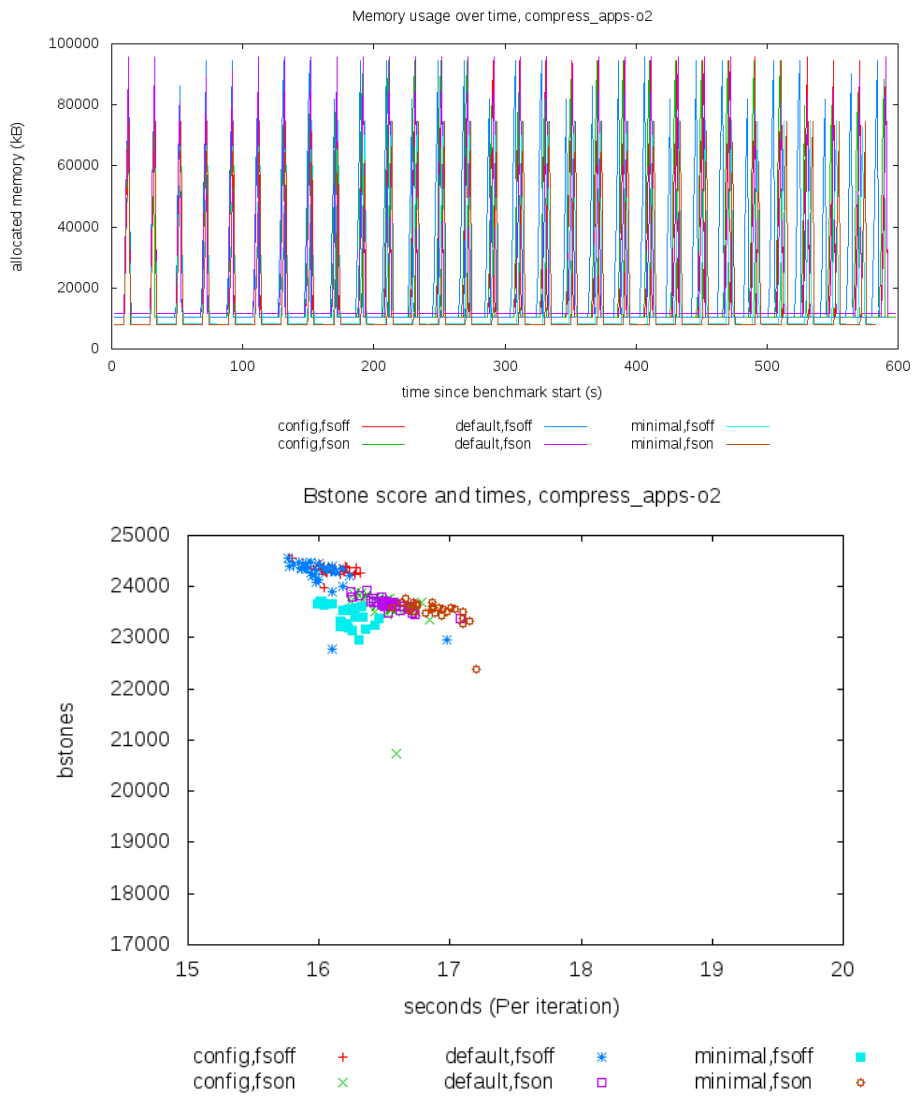 Memory usage over time, compress_apps-o2
100000
80000
60000
40000
20000
0
allocated memory (kB)
0 100 200 300 400 500 600
time since benchmark start (s)
config,fsoff default,fsoff minimal,fsoff
config,fson default,fson minimal,fson
Bstone score and times, compress_apps-o2
25000
24000
23000
22000
21000
20000
19000
18000
17000
bstones
15 16 17 18 19 20
seconds (Per iteration)
config,fsoff default,fsoff minimal,fsoff
config,fson default,fson minimal,fson